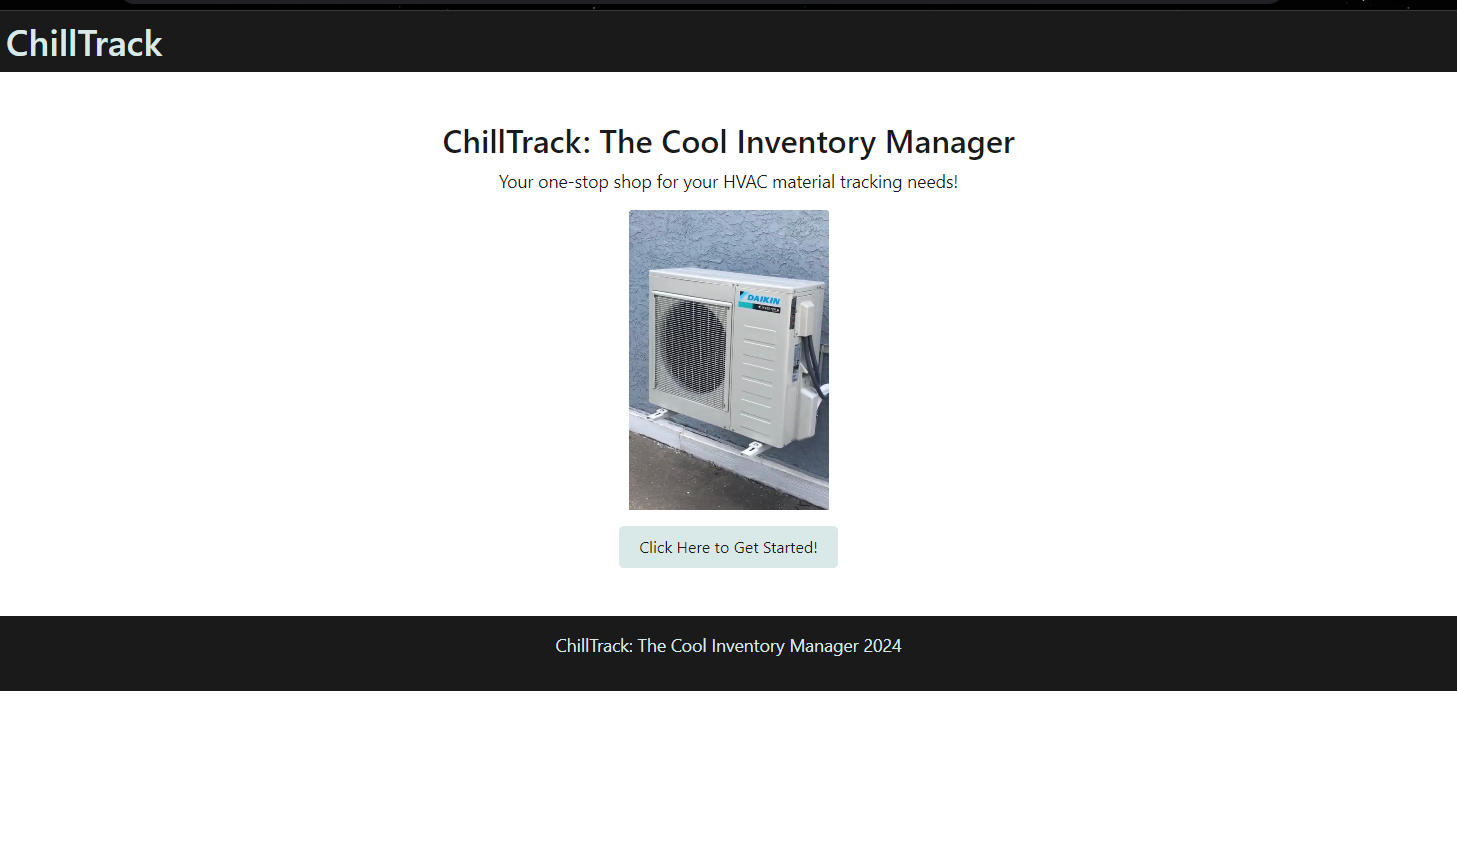 ChillTrack
ChillTrack: The Cool Inventory Manager
Your one-stop shop for your HVAC material tracking needs!
DAIKIN
Click Here to Get Started!
ChillTrack: The Cool Inventory Manager 2024